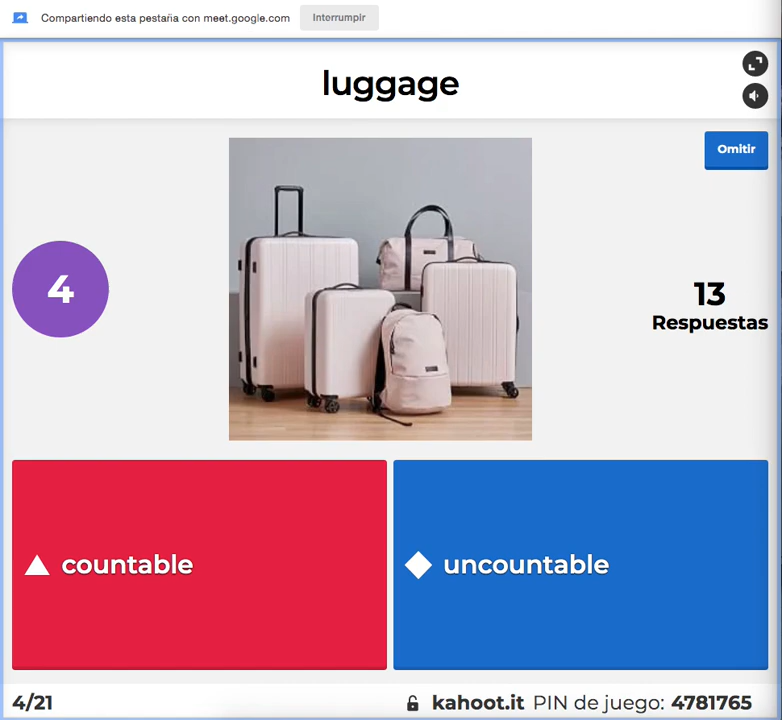 Compartiendo esta pestaña con meet.google.com
Interrumpir
luggage
Omitir
4
13
Respuestas
countable
uncountable
4/21
kahoot.it PIN de juego: 4781765